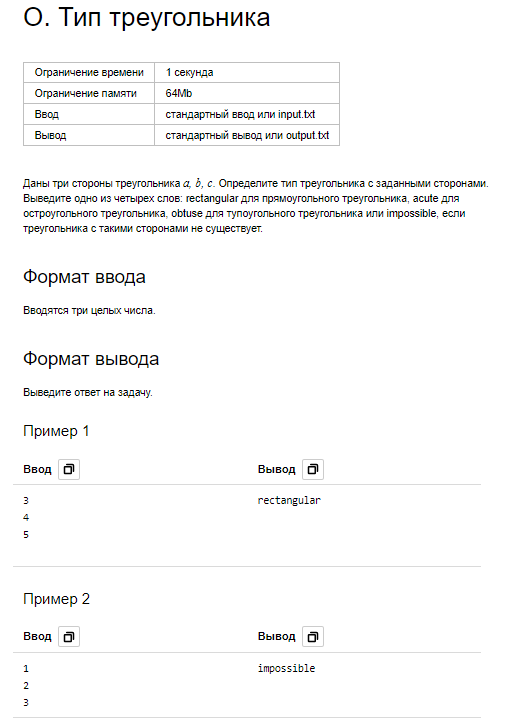 O. Тип треугольника
Ограничение времени 1 секунда
Ограничение памяти 64Mb
Ввод стандартный ввод или input.txt
Вывод стандартный вывод или output.txt
Даны три стороны треугольника a, b, c. Определите тип треугольника с заданными сторонами.
Выведите одно из четырех слов: rectangular для прямоугольного треугольника, acute для
остроугольного треугольника, obtuse для тупоугольного треугольника или impossible, если
треугольника с такими сторонами не существует.
Формат ввода
Вводятся три целых числа.
Формат вывода
Выведите ответ на задачу.
Пример 1
Ввод Вывод
3 rectangular
4
5
Пример 2
Ввод Вывод
1 impossible
2
3